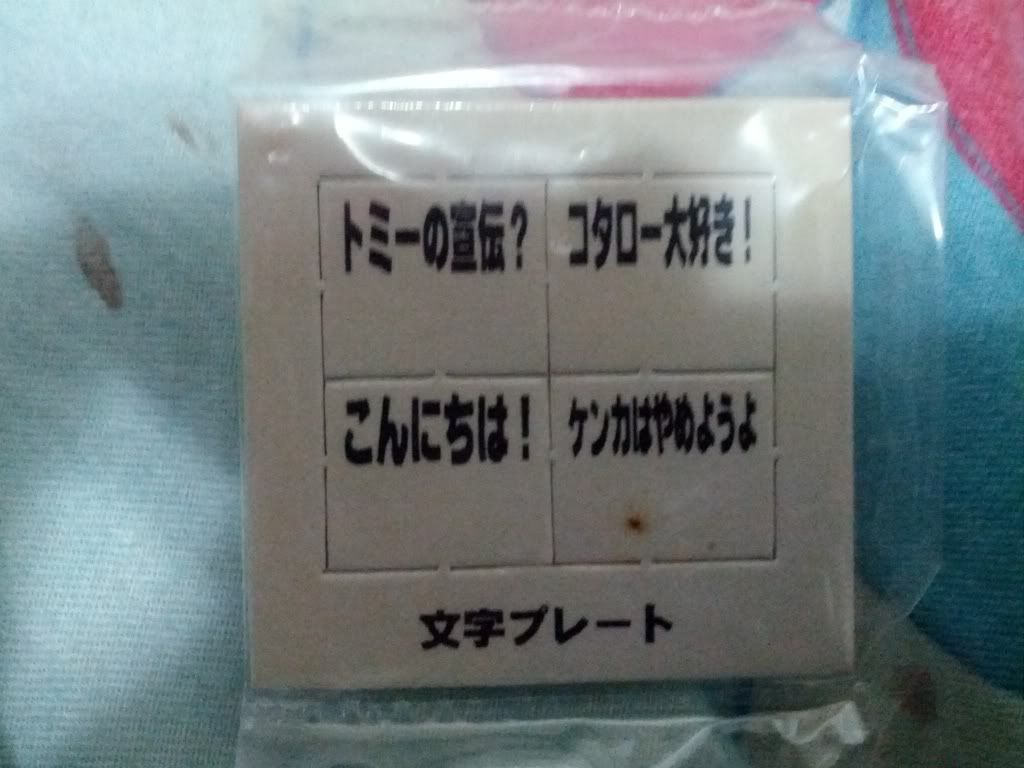 トミーの宣伝？
コタロー大好き！
こんにちは！
ケンカはやめようよ
文字プレート